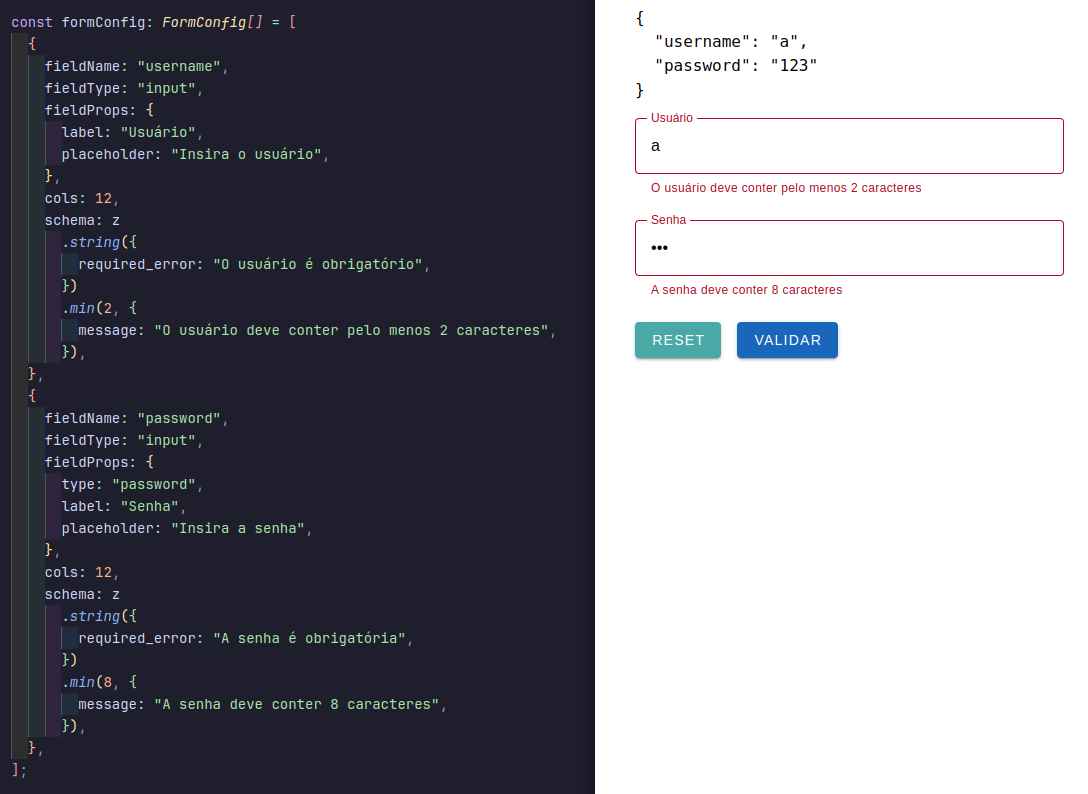 const formConfig: FormConfig[] = [
  {
    fieldName: "username",
    fieldType: "input",
    fieldProps: {
      label: "Usuário",
      placeholder: "Insira o usuário",
    },
    cols: 12,
    schema: z
      .string({
        required_error: "O usuário é obrigatório",
      })
      .min(2, {
        message: "O usuário deve conter pelo menos 2 caracteres",
      }),
  },
  {
    fieldName: "password",
    fieldType: "input",
    fieldProps: {
      type: "password",
      label: "Senha",
      placeholder: "Insira a senha",
    },
    cols: 12,
    schema: z
      .string({
        required_error: "A senha é obrigatória",
      })
      .min(8, {
        message: "A senha deve conter 8 caracteres",
      }),
  },
];
{
  "username": "a",
  "password": "123"
}
Usuário
a
O usuário deve conter pelo menos 2 caracteres
Senha
•••
A senha deve conter 8 caracteres
RESET VALIDAR